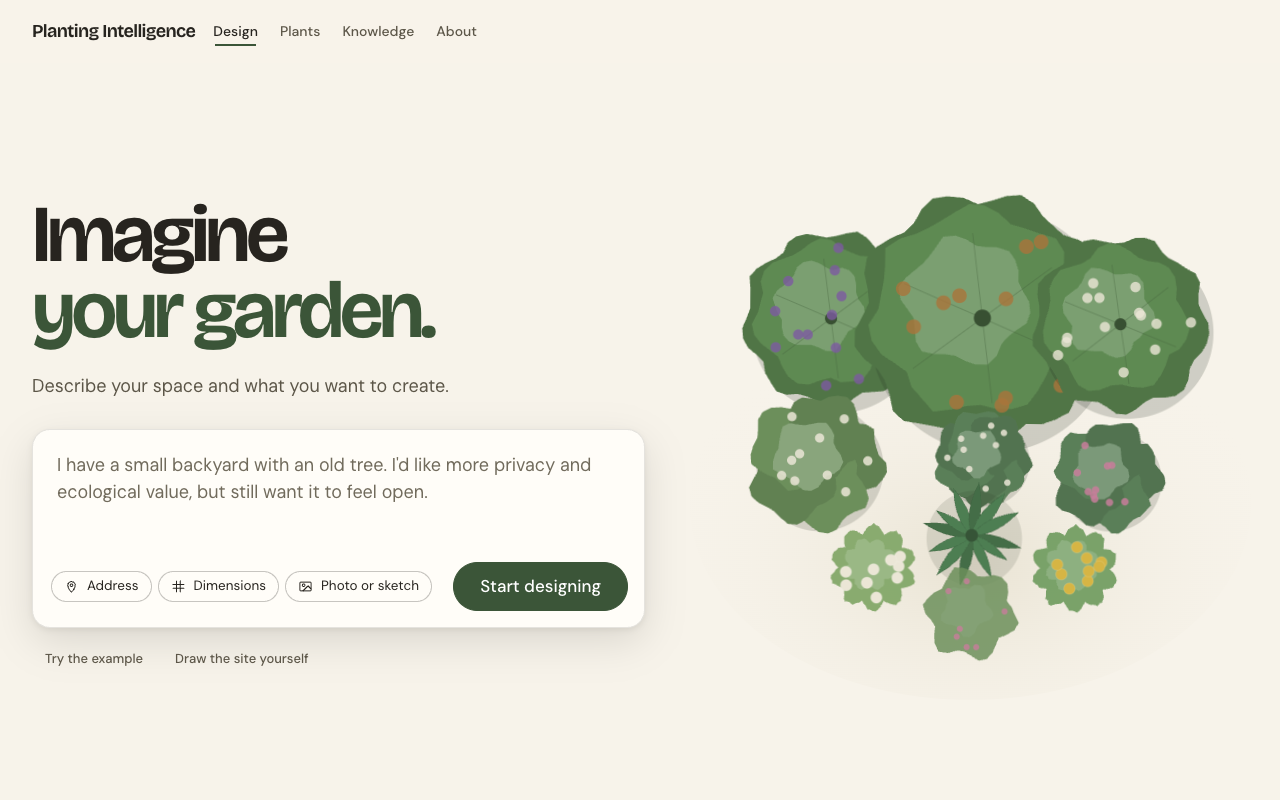 Planting Intelligence Design Plants Knowledge About
Imagine
your garden.
Describe your space and what you want to create.
I have a small backyard with an old tree. I'd like more privacy and
ecological value, but still want it to feel open.
Address Dimensions Photo or sketch Start designing
Try the example Draw the site yourself